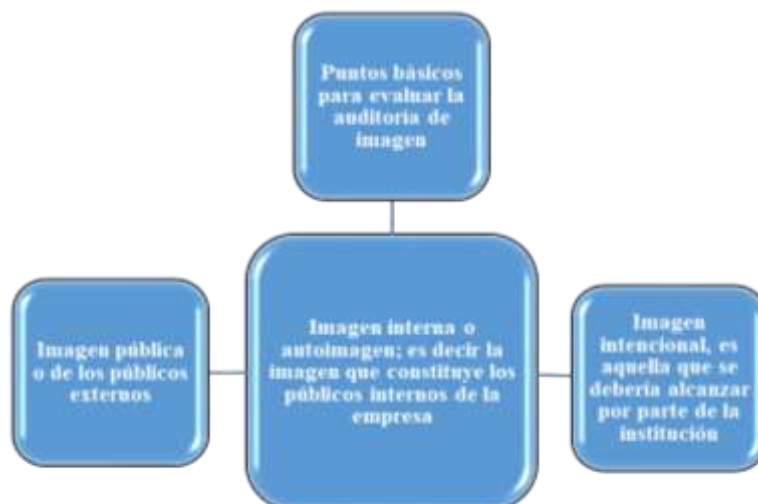 Puntos básicos
para evaluar la
auditoria de
imagen
Imagen pública
o de los públicos
externos
Imagen interna o
autoimagen; es decir la
imagen que constituye los
públicos internos de la
empresa
Imagen
intencional, es
aquella que se
debería alcanzar
por parte de la
institución